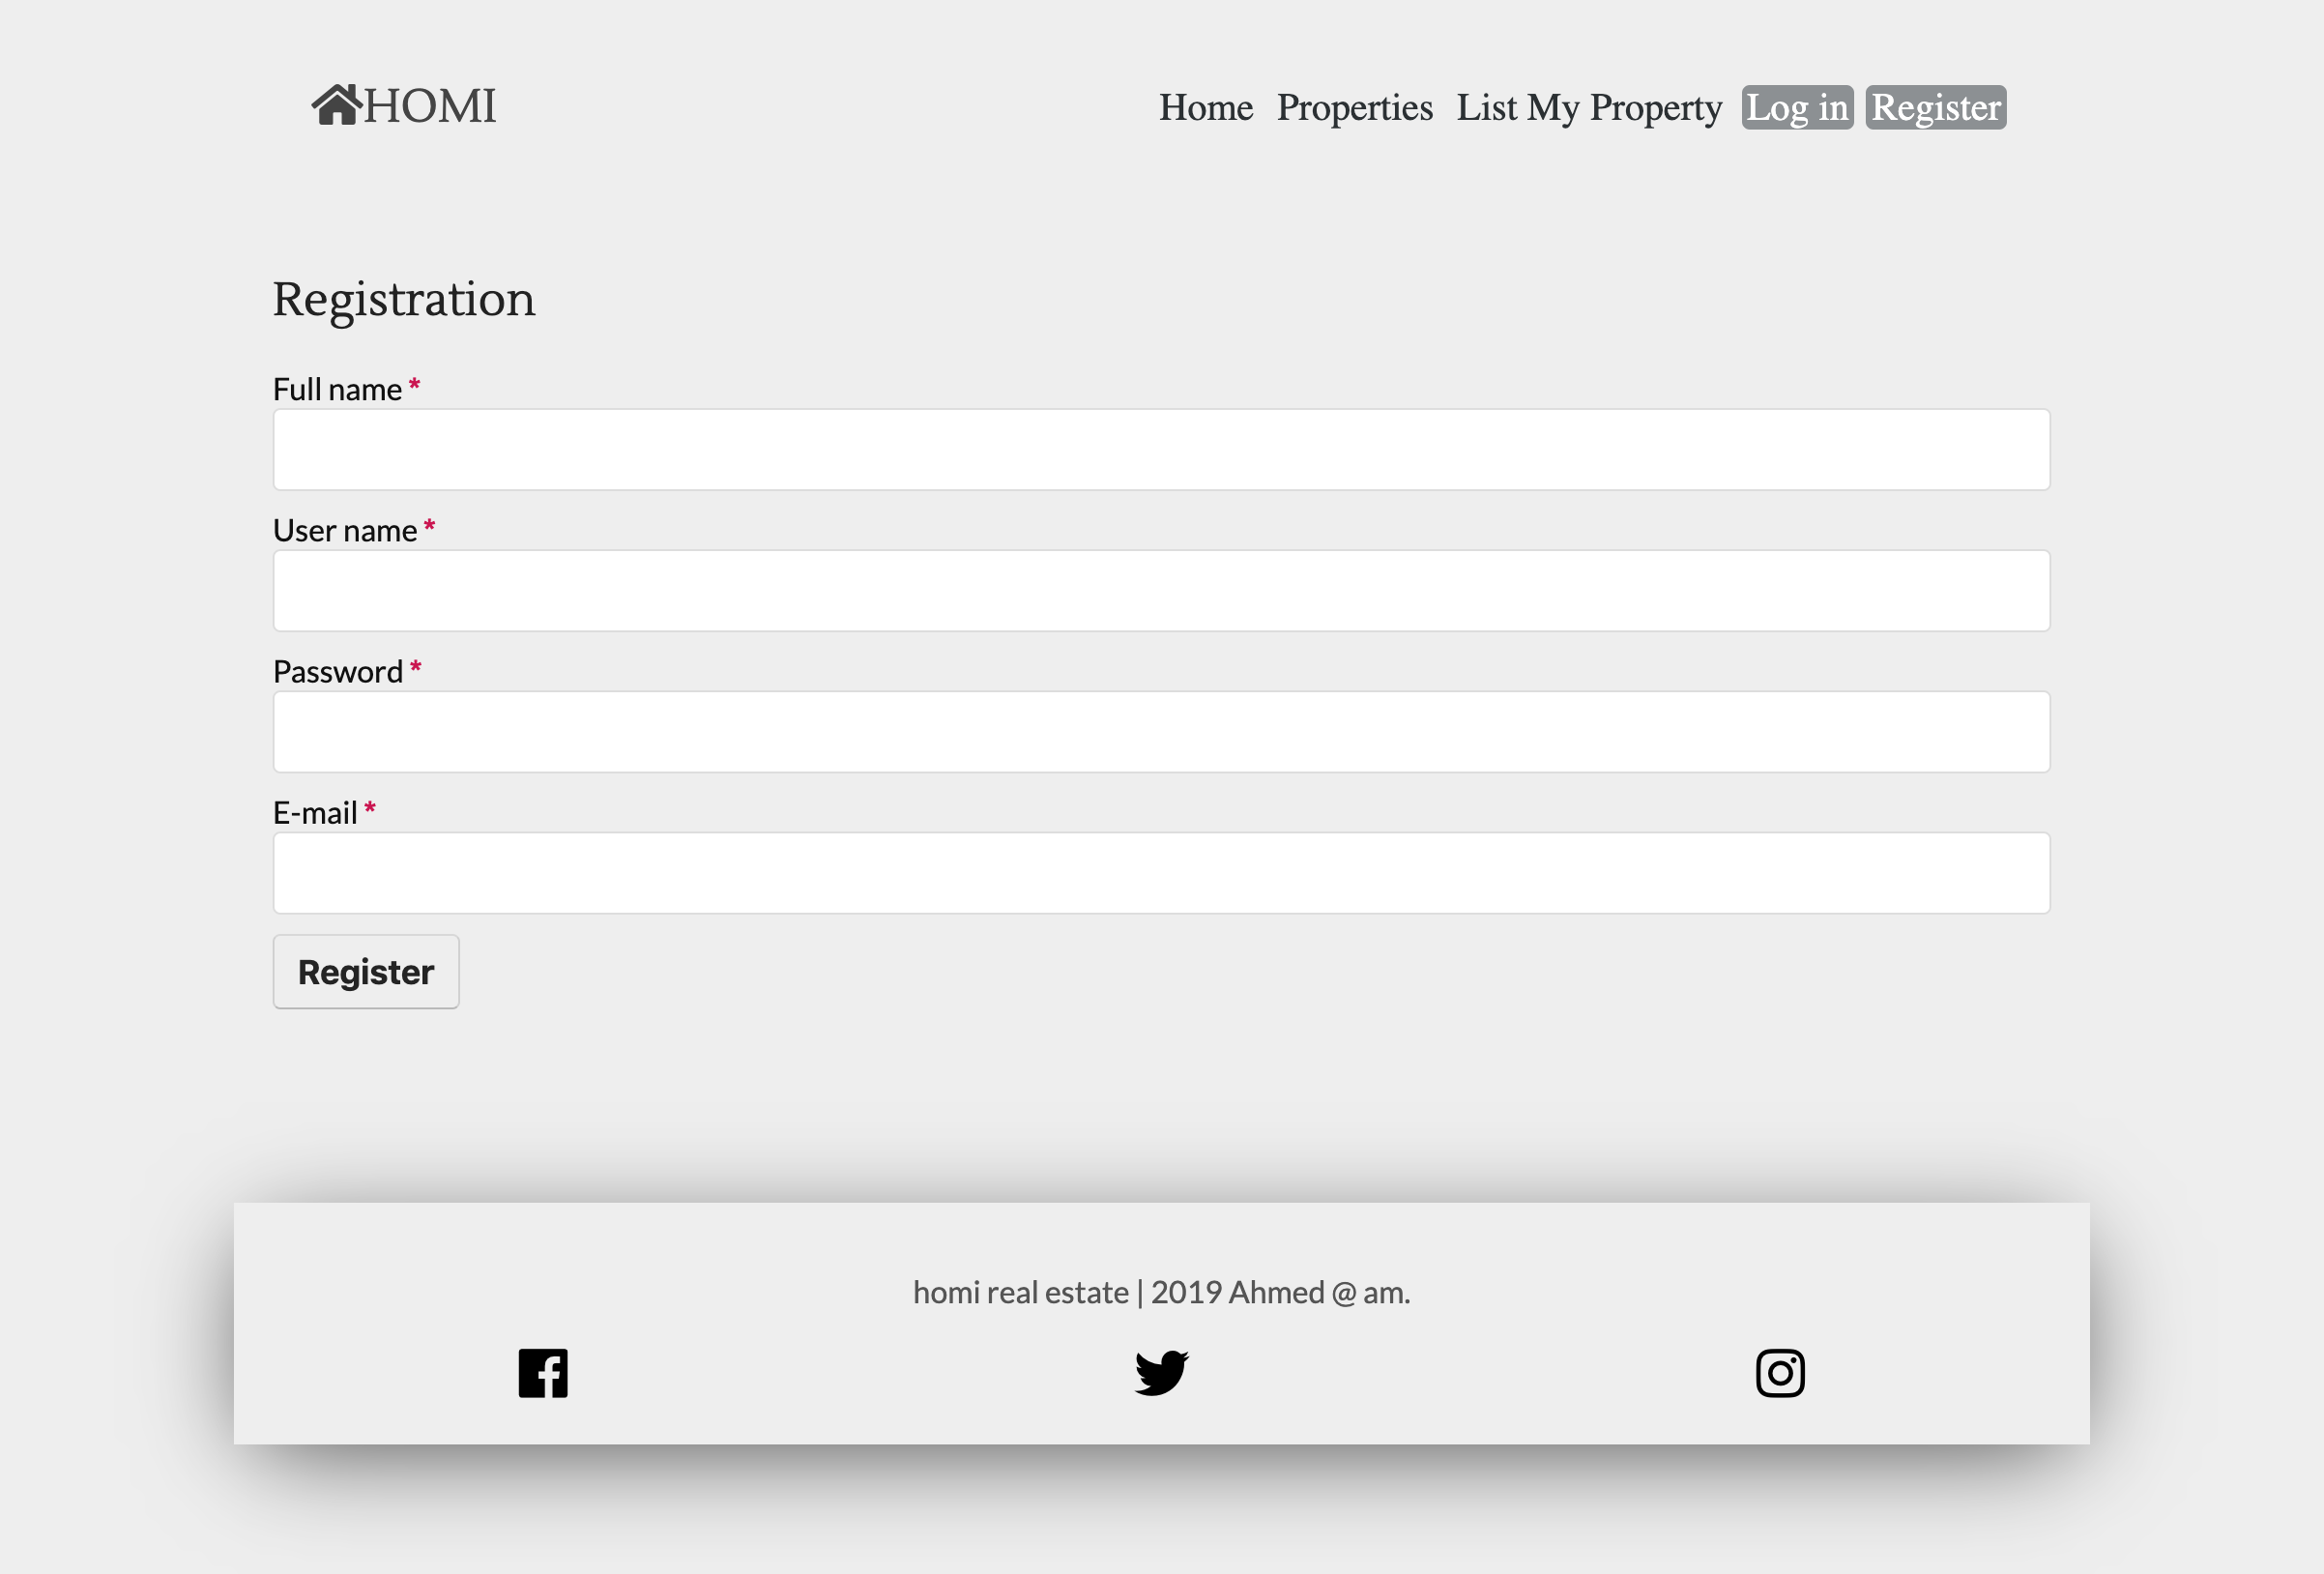 HOMI
Home Properties List My Property Log in Register
Registration
Full name *
User name *
Password *
E-mail *
Register
homi real estate | 2019 Ahmed @ am.